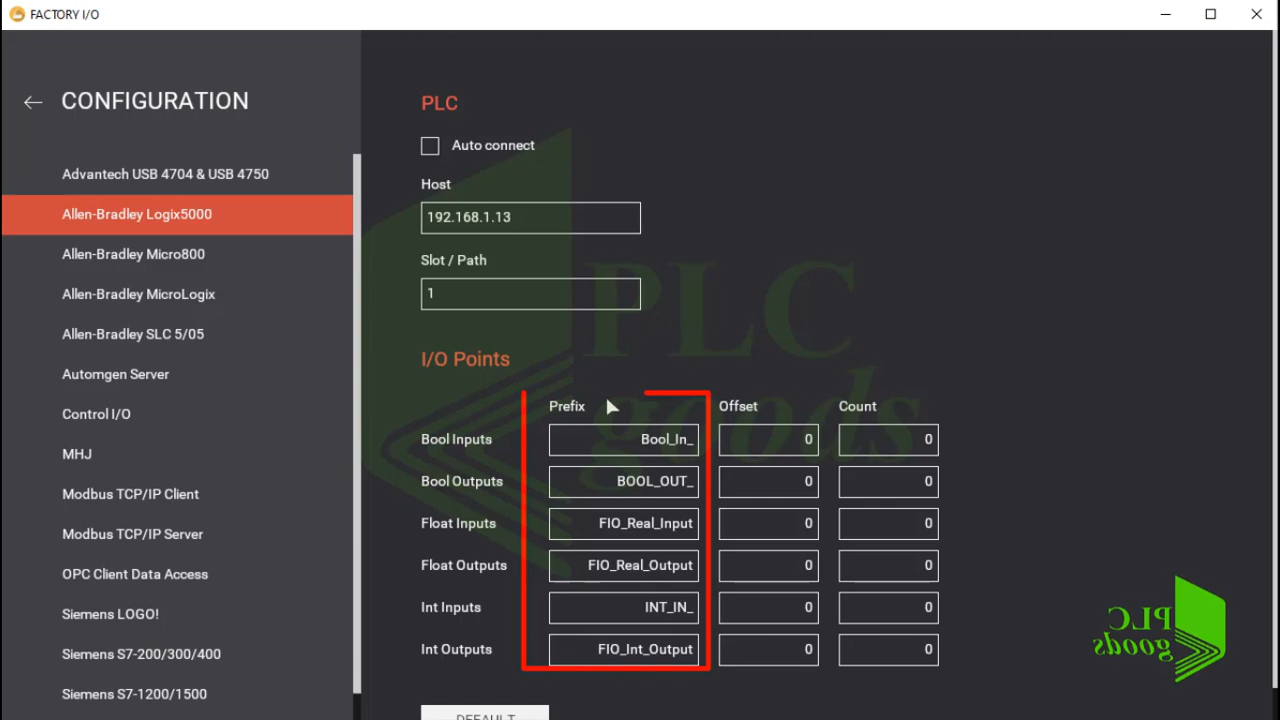 FACTORY I/O
CONFIGURATION
Advantech USB 4704 & USB 4750
Allen-Bradley Logix5000
Allen-Bradley Micro800
Allen-Bradley MicroLogix
Allen-Bradley SLC 5/05
Automgen Server
Control I/O
MHJ
Modbus TCP/IP Client
Modbus TCP/IP Server
OPC Client Data Access
Siemens LOGO!
Siemens S7-200/300/400
Siemens S7-1200/1500
PLC
Auto connect
Host
192.168.1.13
Slot / Path
1
I/O Points
Prefix Offset Count
Bool Inputs Bool_In_ 0 0
Bool Outputs BOOL_OUT_ 0 0
Float Inputs FIO_Real_Input 0 0
Float Outputs FIO_Real_Output 0 0
Int Inputs INT_IN_ 0 0
Int Outputs FIO_Int_Output 0 0
DEFAULT
PLC
goods
PLC
goods